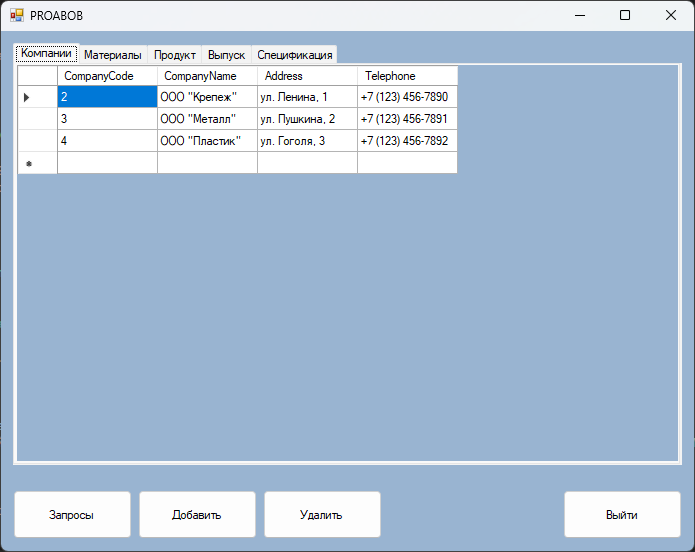 PROABOB
Компании Материалы Продукт Выпуск Спецификация
CompanyCode CompanyName Address Telephone
2 ООО "Крепеж" ул. Ленина, 1 +7 (123) 456-7890
3 ООО "Металл" ул. Пушкина, 2 +7 (123) 456-7891
4 ООО "Пластик" ул. Гоголя, 3 +7 (123) 456-7892
Запросы Добавить Удалить Выйти